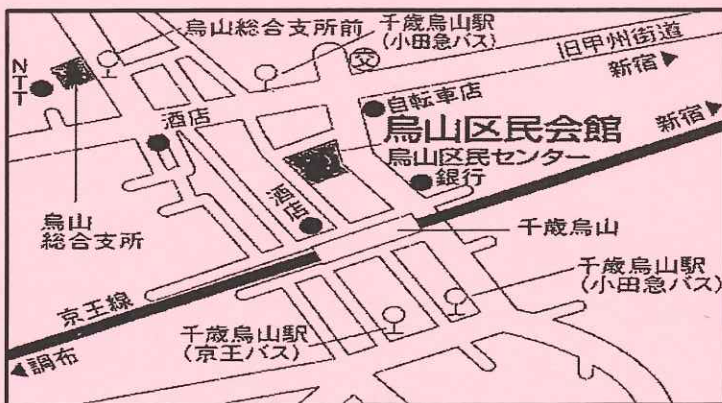 烏山総合支所前
千歳烏山駅
(小田急バス)
旧甲州街道
新宿
NTT
交
自転車店
酒店
烏山区民会館
新宿
烏山区民センター
銀行
酒店
烏山
総合支所
千歳烏山
千歳烏山駅
(小田急バス)
京王線
千歳烏山駅
(京王バス)
調布